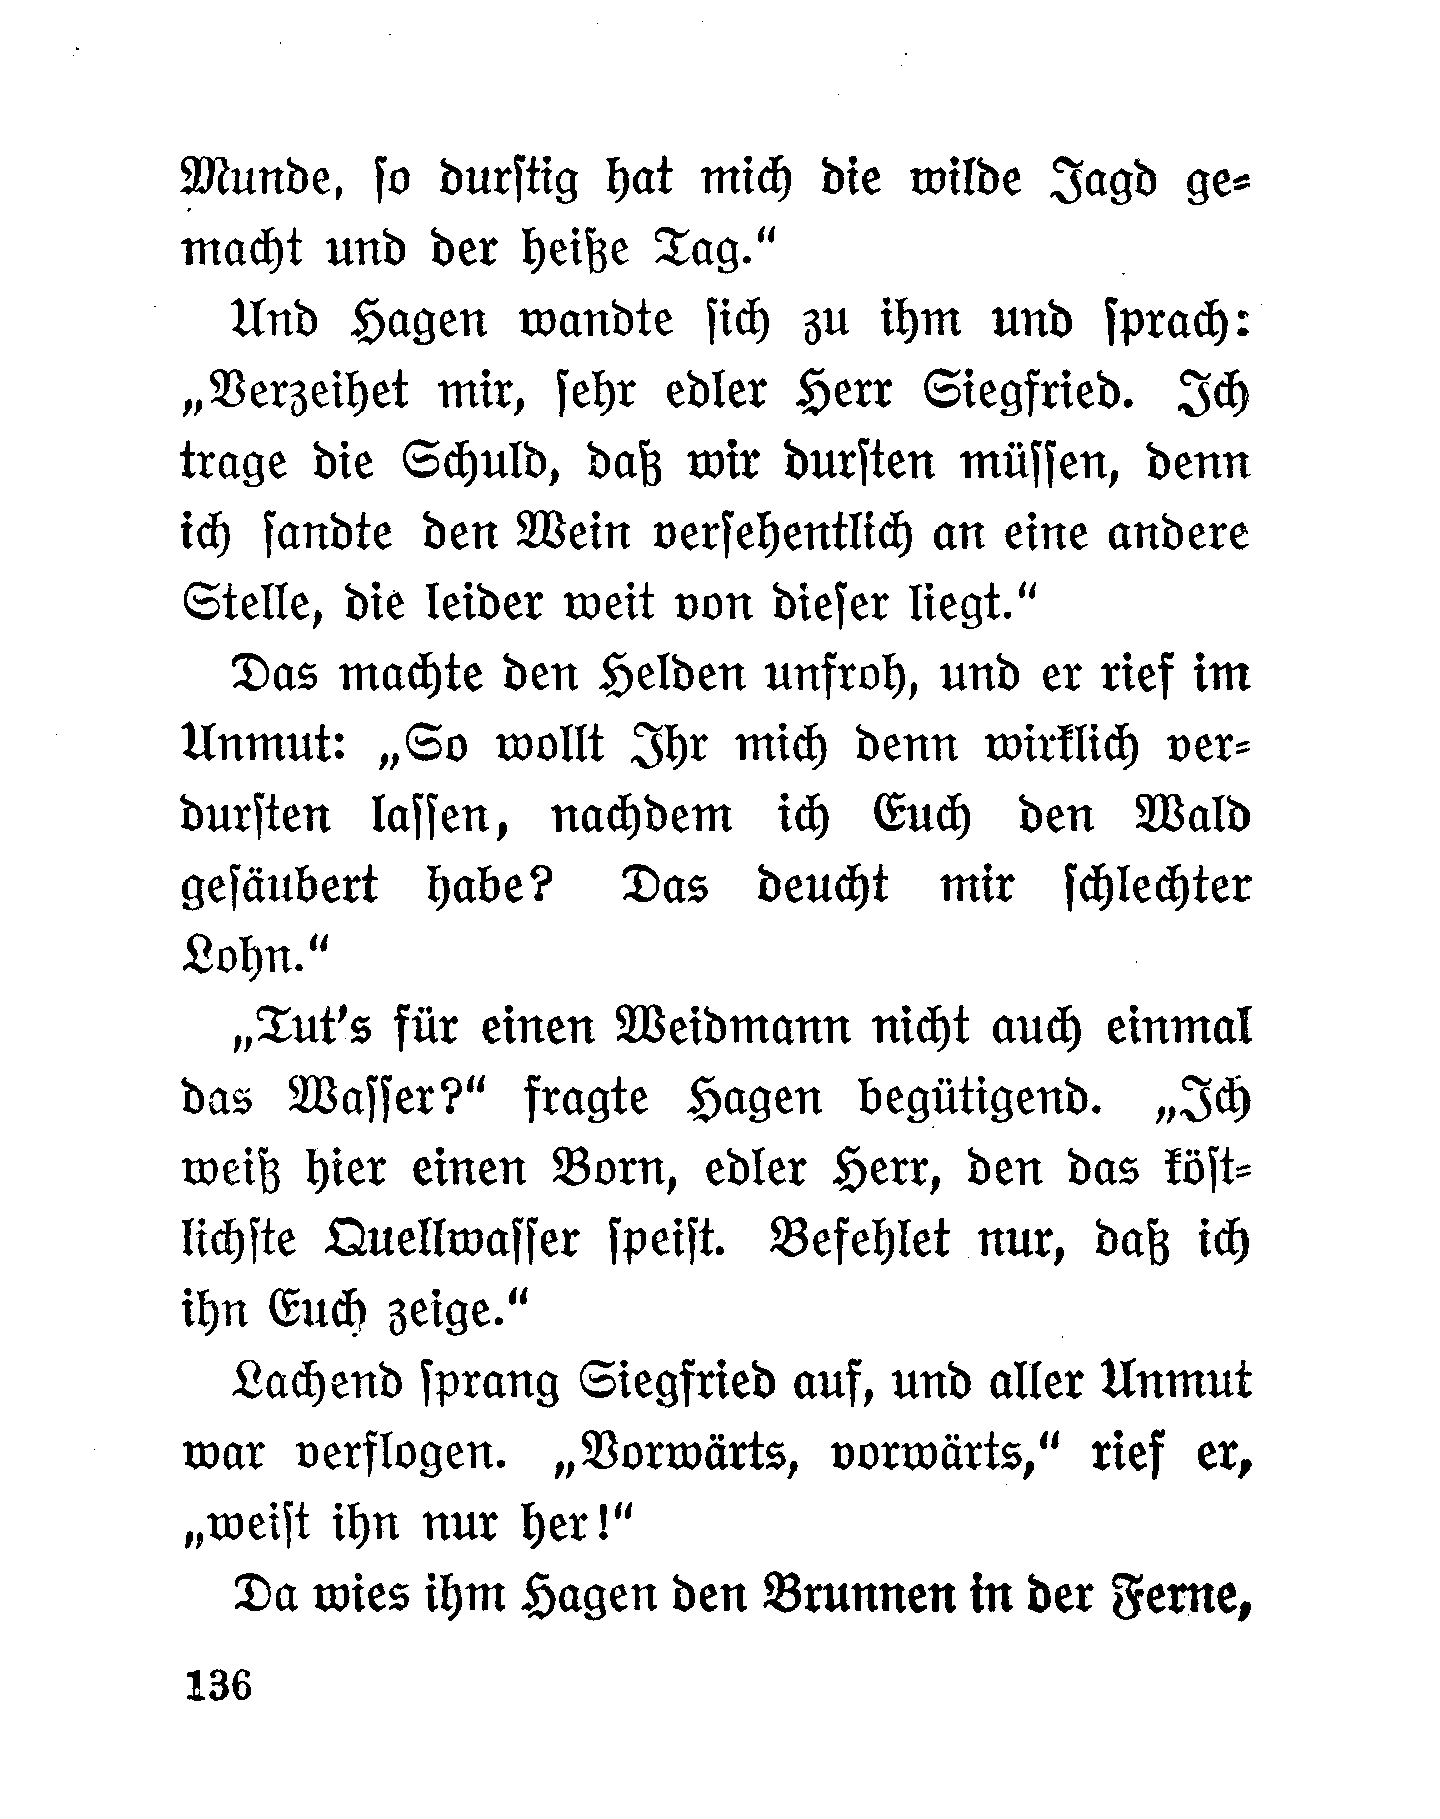 Munde, so durstig hat mich die wilde Jagd ge-
macht und der heiße Tag.“
Und Hagen wandte sich zu ihm und sprach:
„Verzeihet mir, sehr edler Herr Siegfried. Ich
trage die Schuld, daß wir dursten müssen, denn
ich sandte den Wein versehentlich an eine andere
Stelle, die leider weit von dieser liegt.“
Das machte den Helden unfroh, und er rief im
Unmut: „So wollt Ihr mich denn wirklich ver-
dursten lassen, nachdem ich Euch den Wald
gesäubert habe? Das deucht mir schlechter
Lohn.“
„Tut's für einen Weidmann nicht auch einmal
das Wasser?“ fragte Hagen begütigend. „Ich
weiß hier einen Born, edler Herr, den das köst-
lichste Quellwasser speist. Befehlet nur, daß ich
ihn Euch zeige.“
Lachend sprang Siegfried auf, und aller Unmut
war verflogen. „Vorwärts, vorwärts,“ rief er,
„weist ihn nur her!“
Da wies ihm Hagen den Brunnen in der Ferne,
136